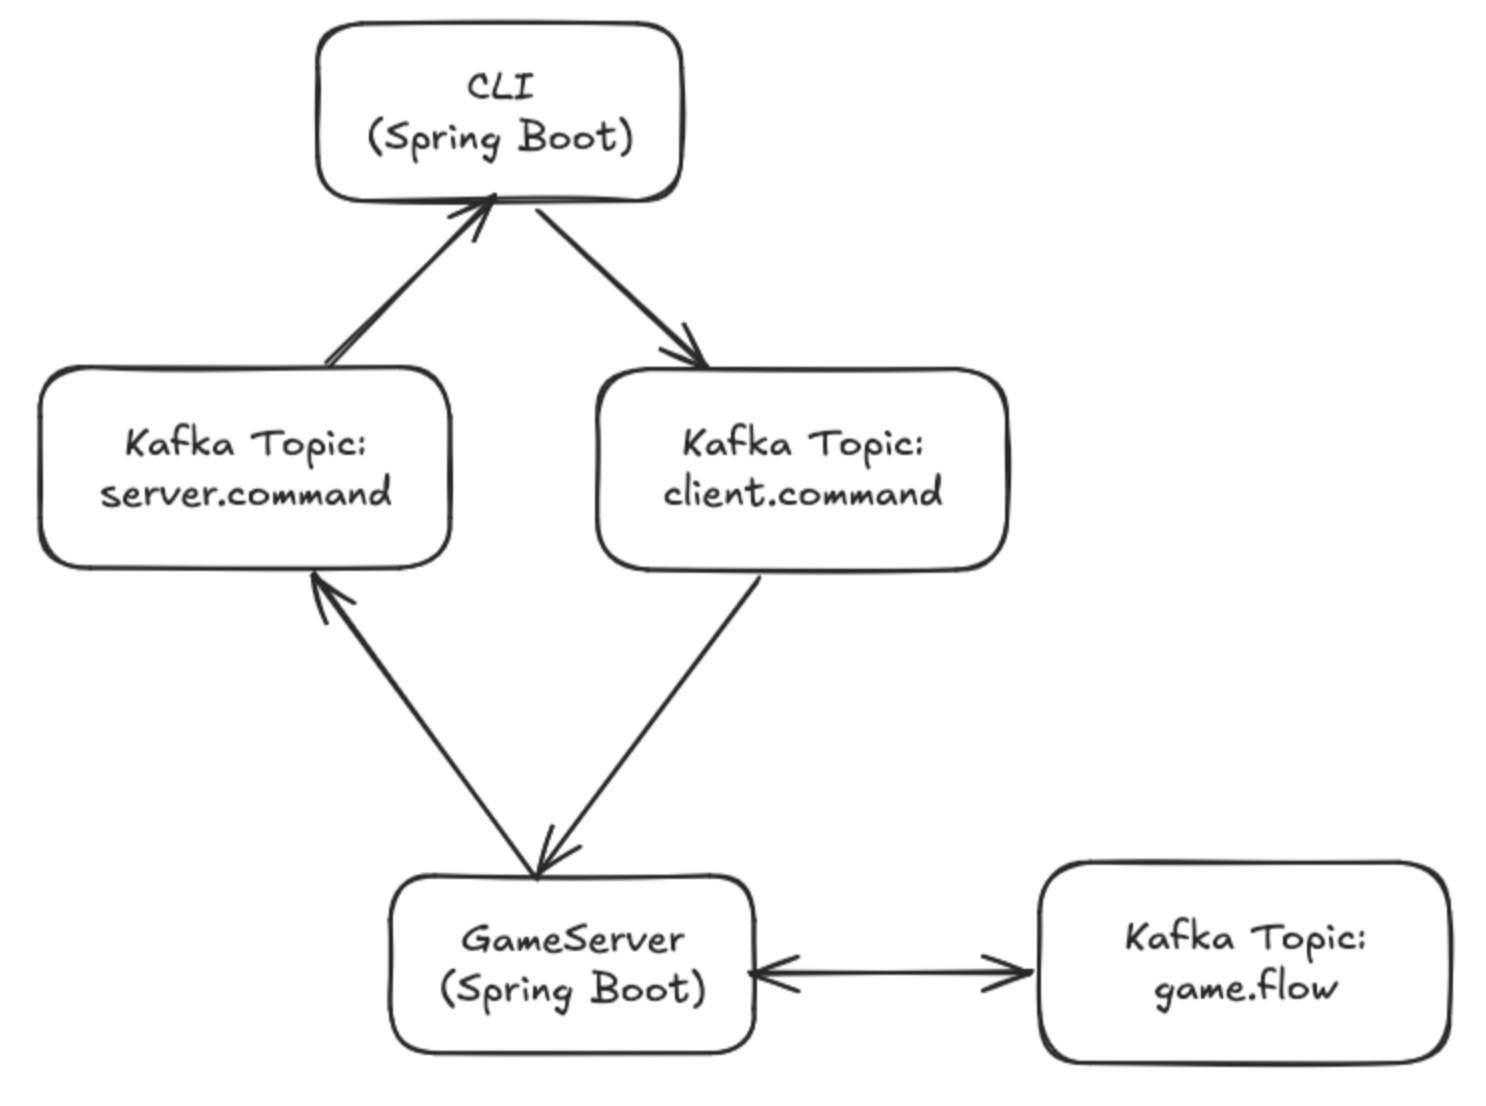 CLI
(Spring Boot)
Kafka Topic:
server.command
Kafka Topic:
client.command
GameServer
(Spring Boot)
Kafka Topic:
game.flow